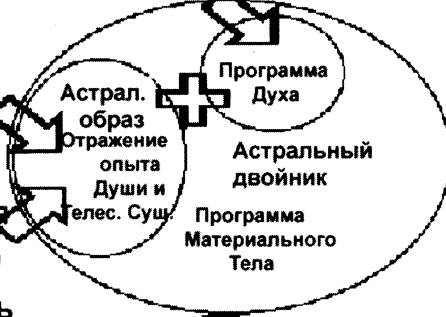 Программа
Духа
Астрал.
образ
Отражение
опыта
Души и
Телес. Сущ.
Астральный
двойник
Программа
Материального
Тела